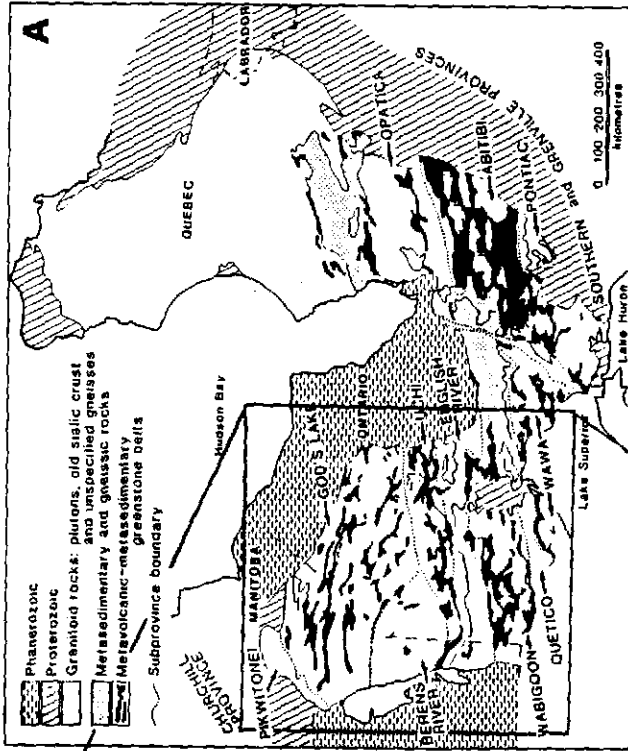 A
Phanerozoic
Proterozoic
Granitoid rocks: plutons, old sialic crust
and unspecified gneisses
Metasedimentary and gneissic rocks
Metavolcanic-metasedimentary
greenstone belts
Subprovince boundary
CHURCHILL
PROVINCE
PIKWITONEI
MANITOBA
Hudson Bay
QUEBEC
LABRADOR
GOD'S LAKE
ONTARIO
UCHI
ENGLISH
RIVER
BERENS
RIVER
WABIGOON
QUETICO
WAWA
Lake Superior
OPATICA
ABITIBI
PONTIAC
SOUTHERN and GRENVILLE PROVINCES
Lake Huron
0 100 200 300 400
kilometres